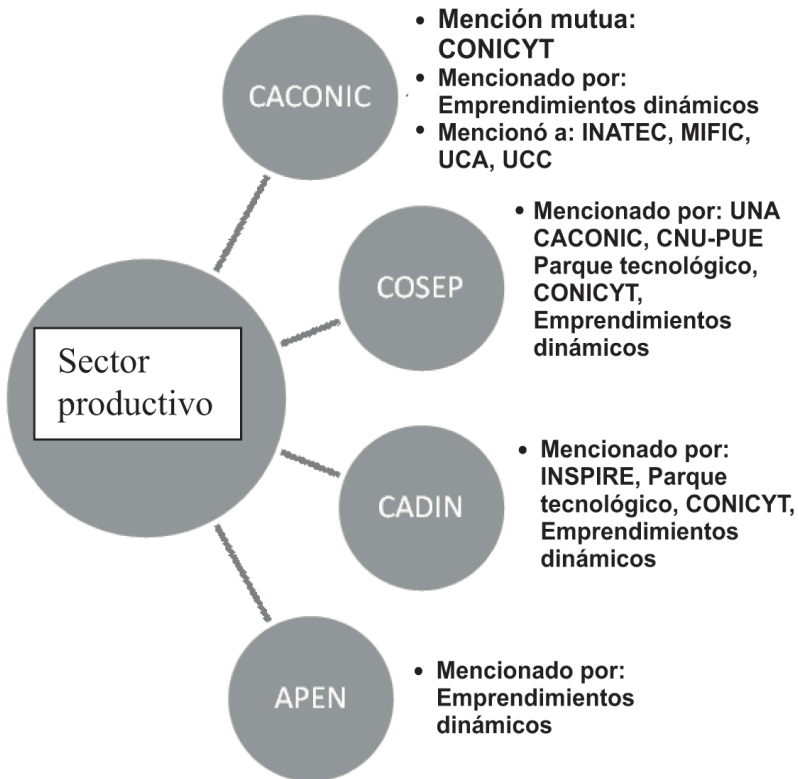 CACONIC
• Mención mutua:
CONICYT
• Mencionado por:
Emprendimientos dinámicos
• Mencionó a: INATEC, MIFIC,
UCA, UCC
COSEP
• Mencionado por: UNA
CACONIC, CNU-PUE
Parque tecnológico,
CONICYT,
Emprendimientos
dinámicos
Sector
productivo
CADIN
• Mencionado por:
INSPIRE, Parque
tecnológico, CONICYT,
Emprendimientos
dinámicos
APEN
• Mencionado por:
Emprendimientos
dinámicos